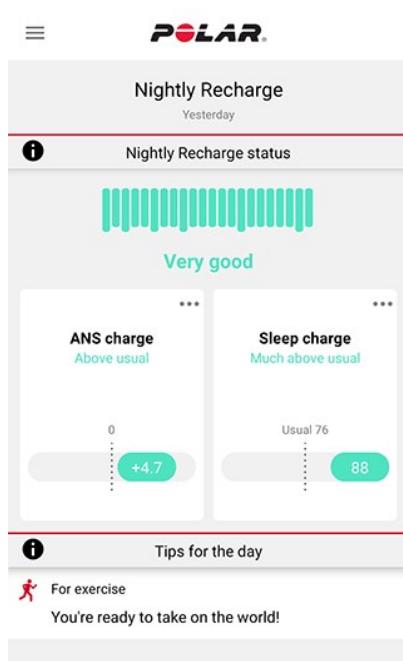 POLAR.
Nightly Recharge
Yesterday
Nightly Recharge status
Very good
ANS charge
Above usual
0
+4.7
Sleep charge
Much above usual
Usual 76
88
Tips for the day
For exercise
You're ready to take on the world!